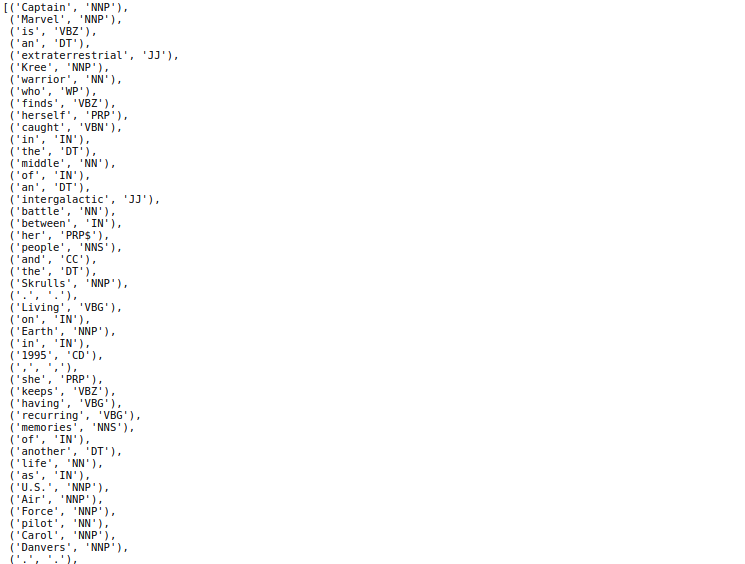 [('Captain', 'NNP'),
('Marvel', 'NNP'),
('is', 'VBZ'),
('an', 'DT'),
('extraterrestrial', 'JJ'),
('Kree', 'NNP'),
('warrior', 'NN'),
('who', 'WP'),
('finds', 'VBZ'),
('herself', 'PRP'),
('caught', 'VBN'),
('in', 'IN'),
('the', 'DT'),
('middle', 'NN'),
('of', 'IN'),
('an', 'DT'),
('intergalactic', 'JJ'),
('battle', 'NN'),
('between', 'IN'),
('her', 'PRP$'),
('people', 'NNS'),
('and', 'CC'),
('the', 'DT'),
('Skrulls', 'NNP'),
('.', '.'),
('Living', 'VBG'),
('on', 'IN'),
('Earth', 'NNP'),
('in', 'IN'),
('1995', 'CD'),
(',', ','),
('she', 'PRP'),
('keeps', 'VBZ'),
('having', 'VBG'),
('recurring', 'VBG'),
('memories', 'NNS'),
('of', 'IN'),
('another', 'DT'),
('life', 'NN'),
('as', 'IN'),
('U.S.', 'NNP'),
('Air', 'NNP'),
('Force', 'NNP'),
('pilot', 'NN'),
('Carol', 'NNP'),
('Danvers', 'NNP'),
('.', '.'),